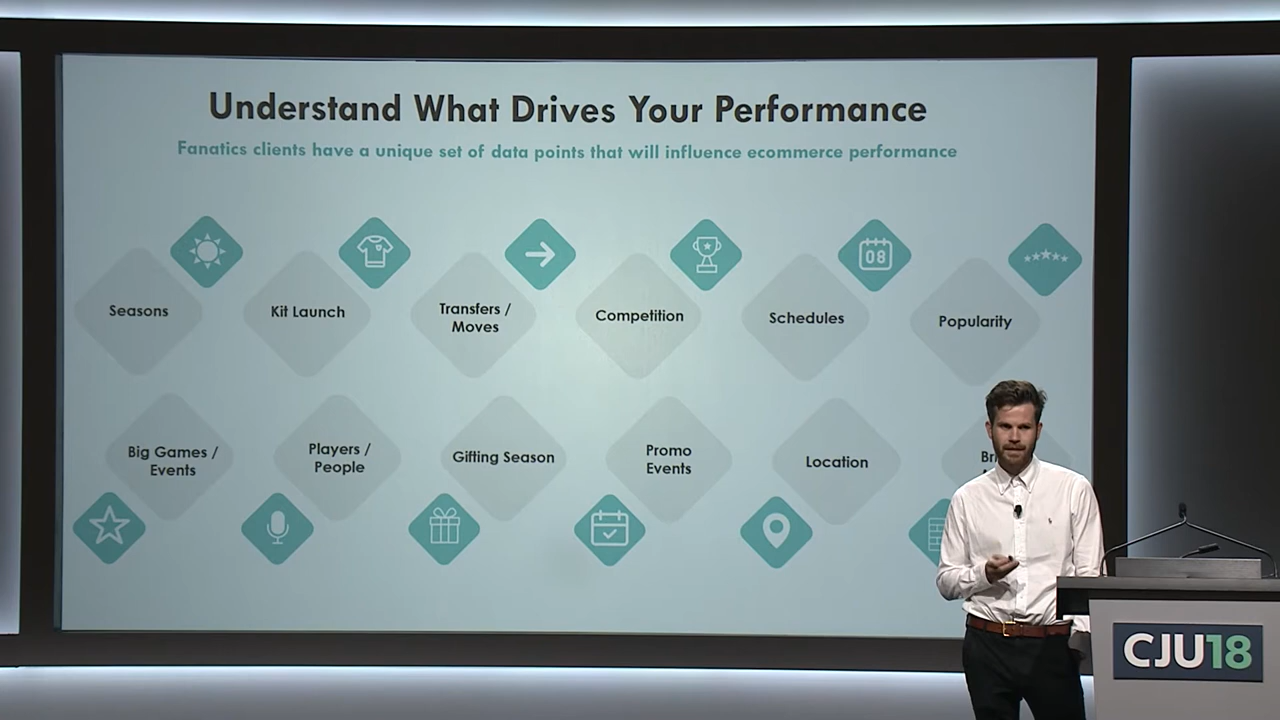 Understand What Drives Your Performance
Fanatics clients have a unique set of data points that will influence ecommerce performance
08
Seasons
Kit Launch
Transfers /
Moves
Competition
Schedules
Popularity
Big Games /
Events
Players /
People
Gifting Season
Promo
Events
Location
CJU18